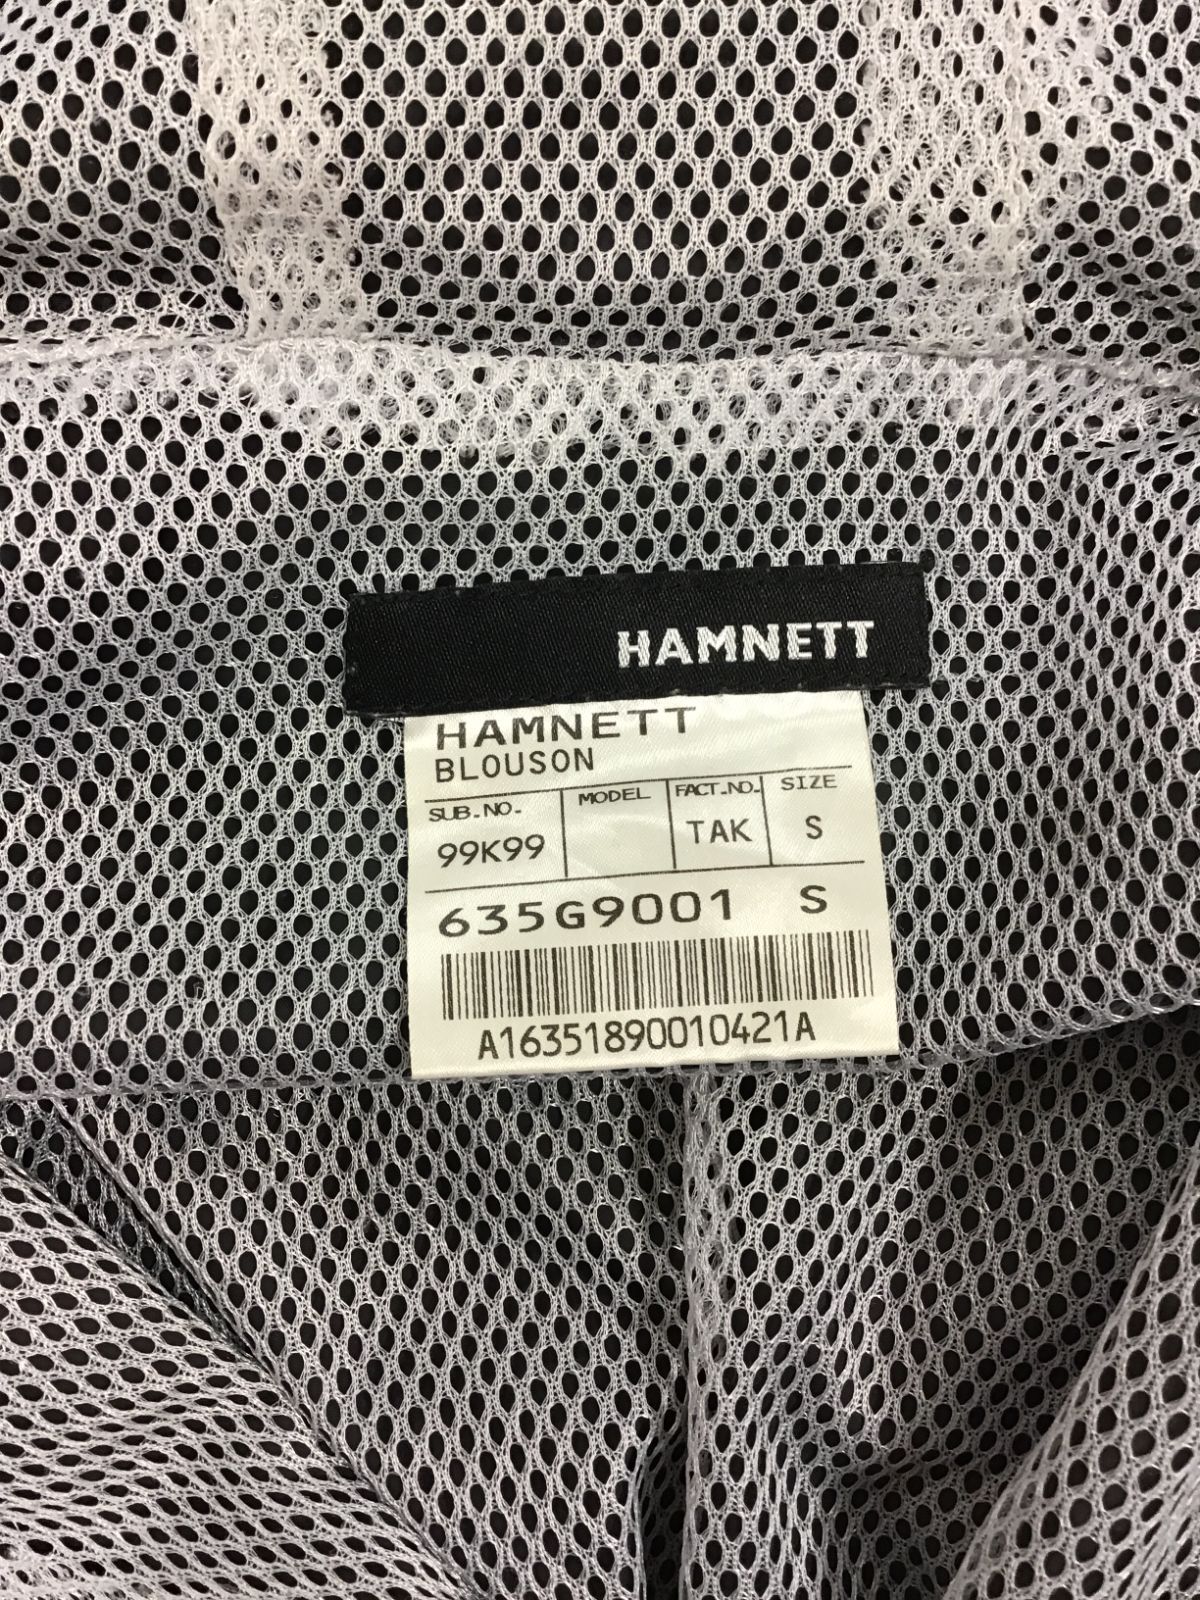 HAMNETT
HAMNETT
BLOUSON
SUB.NO. MODEL FACT.NO. SIZE
99K99 TAK S
635G9001 S
A16351890010421A